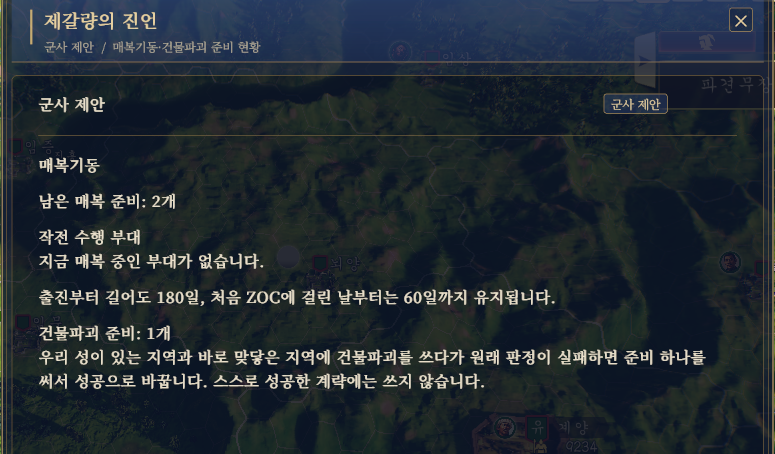 제갈량의 진언
군사 제안 / 매복기동·건물파괴 준비 현황
군사 제안
군사 제안
매복기동
남은 매복 준비: 2개
작전 수행 부대
지금 매복 중인 부대가 없습니다.
출진부터 길어도 180일, 처음 ZOC에 걸린 날부터는 60일까지 유지됩니다.
건물파괴 준비: 1개
우리 성이 있는 지역과 바로 맞닿은 지역에 건물파괴를 쓰다가 원래 판정이 실패하면 준비 하나를
써서 성공으로 바꿉니다. 스스로 성공한 계략에는 쓰지 않습니다.
파견무장
유 계양
6234